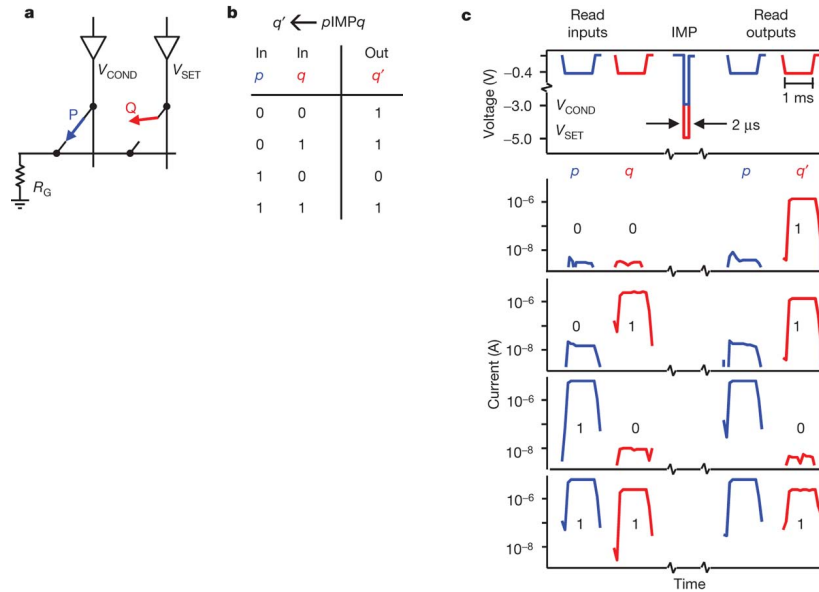 a
V_COND
V_SET
P
Q
R_G
b
q′ ← pIMPq
In In Out
p q q′
0 0 1
0 1 1
1 0 0
1 1 1
c
Read inputs
IMP
Read outputs
Voltage (V)
−0.4
−3.0
−5.0
V_COND
V_SET
2 μs
1 ms
p q p q′
Current (A)
10⁻⁶
10⁻⁸
0 0 1
10⁻⁶
10⁻⁸
0 1 1
10⁻⁶
10⁻⁸
1 0 0
10⁻⁶
10⁻⁸
1 1 1
Time